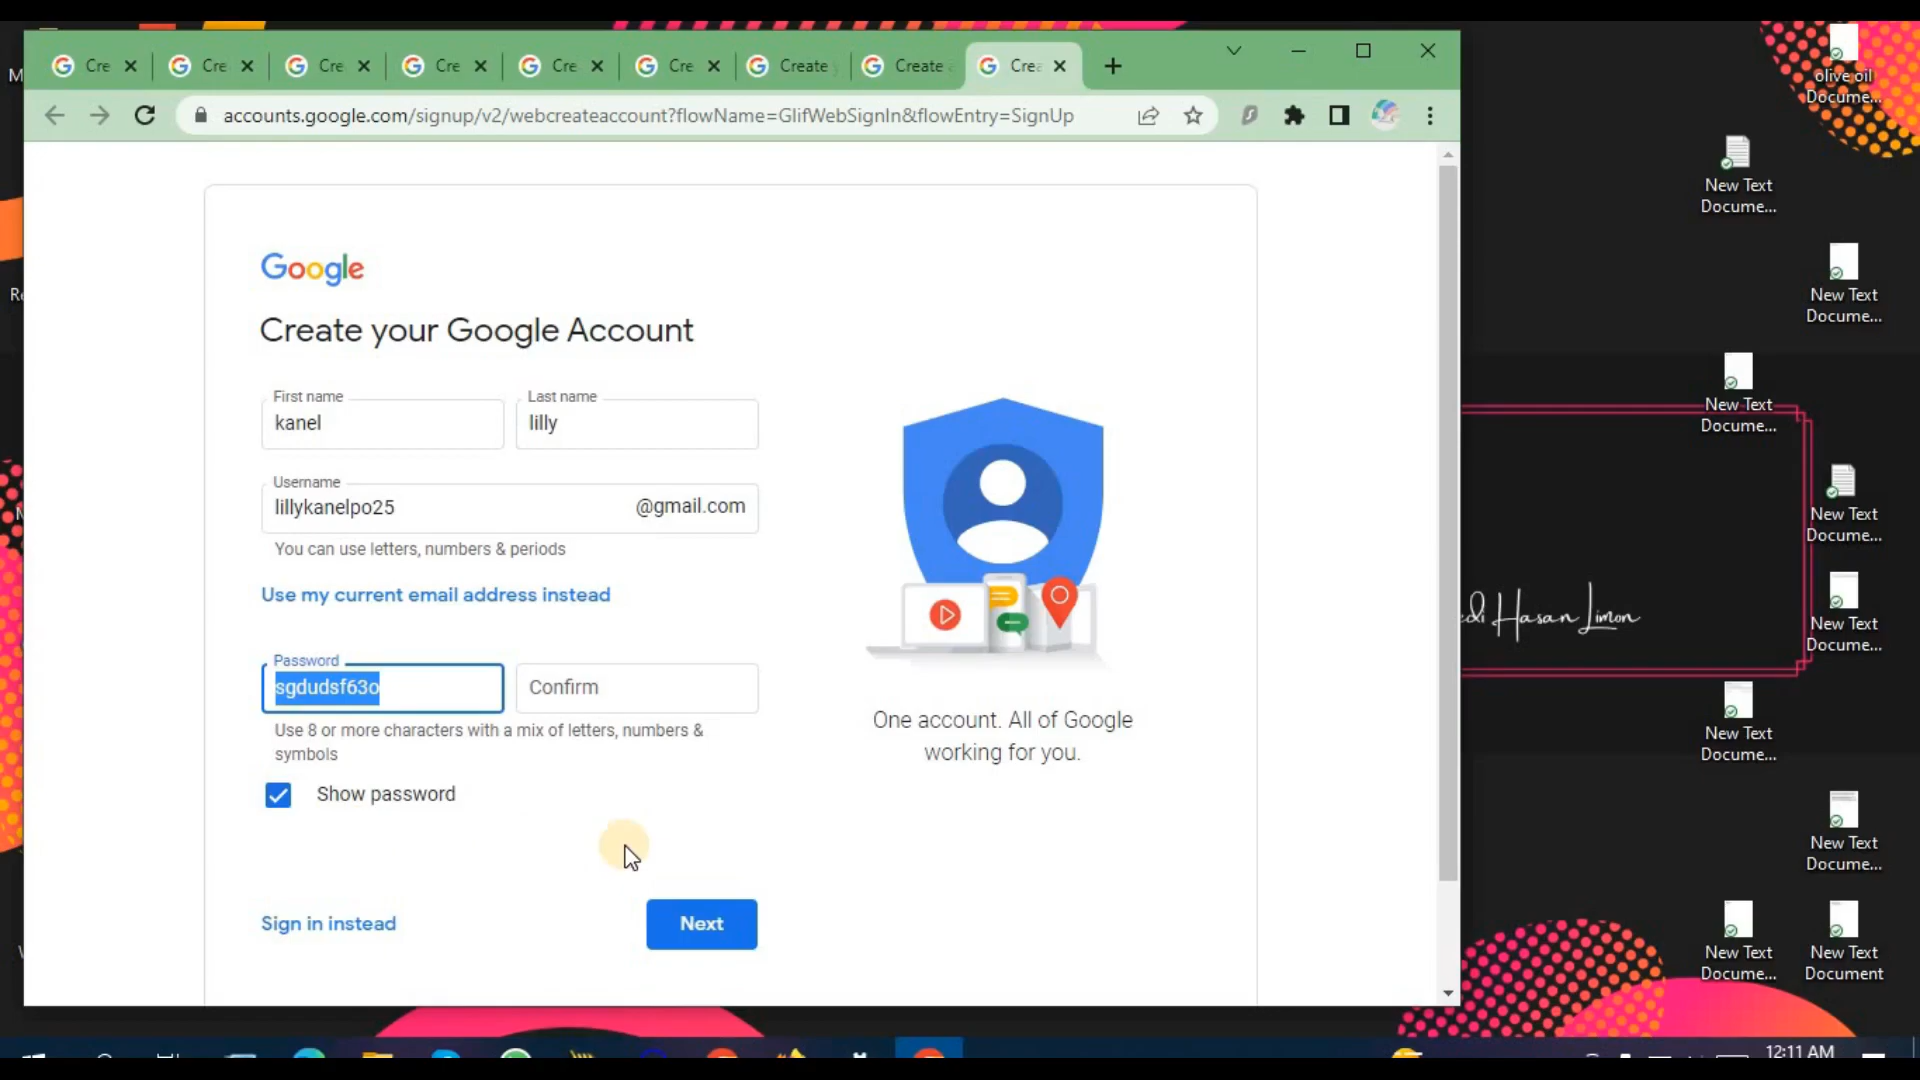 Cre
Cre
Cre
Cre
Cre
Cre
Create
Create
Crea
accounts.google.com/signup/v2/webcreateaccount?flowName=GlifWebSignIn&flowEntry=SignUp
Google
Create your Google Account
First name
kanel
Last name
lilly
Username
lillykanelpo25
@gmail.com
You can use letters, numbers & periods
Use my current email address instead
Password
sgdudsf63o
Confirm
Use 8 or more characters with a mix of letters, numbers &
symbols
Show password
Sign in instead
Next
One account. All of Google
working for you.
olive oil
Docume...
New Text
Docume...
New Text
Docume...
New Text
Docume...
New Text
Docume...
New Text
Docume...
New Text
Docume...
New Text
Docume...
New Text
Docume...
New Text
Document
edi Hasan Limon
12:11 AM